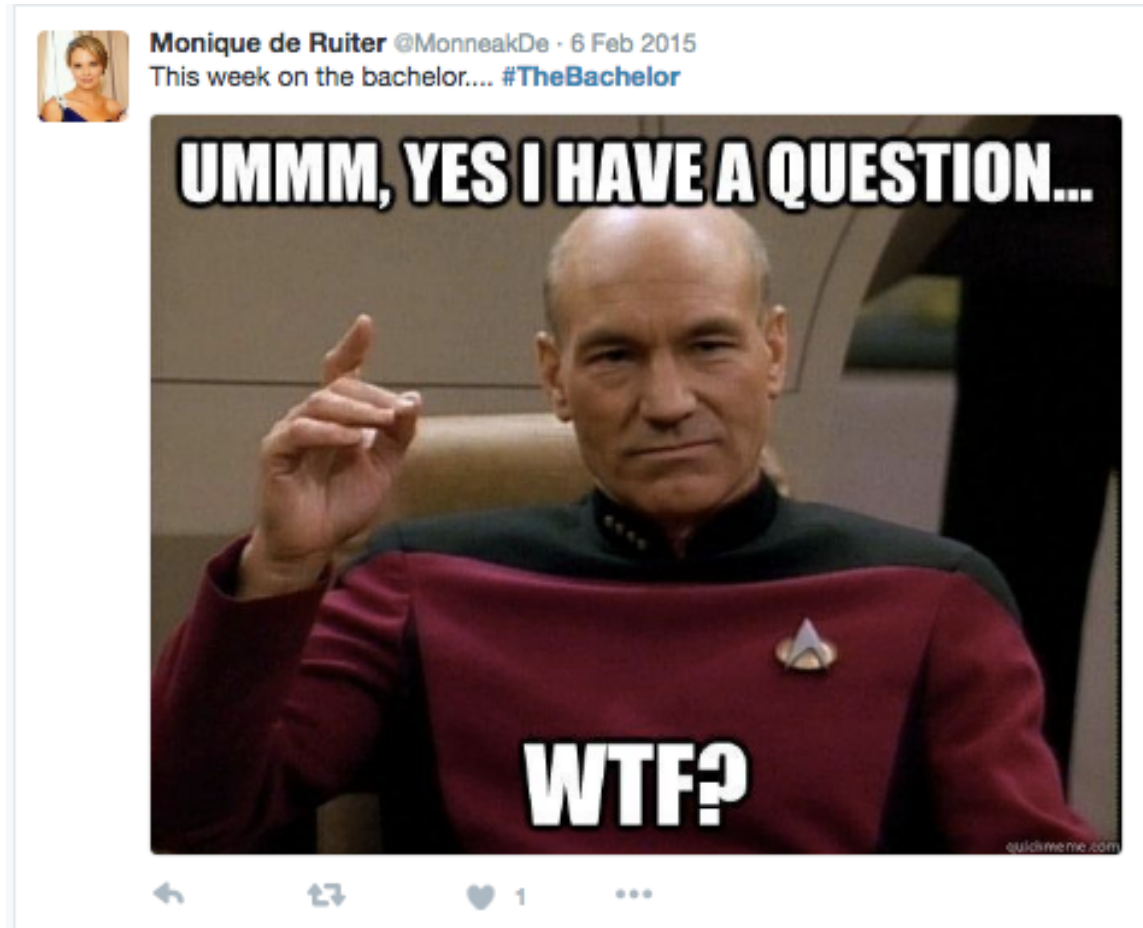 Monique de Ruiter @MonneakDe · 6 Feb 2015
This week on the bachelor.... #TheBachelor
UMMM, YES I HAVE A QUESTION...
WTF?
quickmeme.com
1